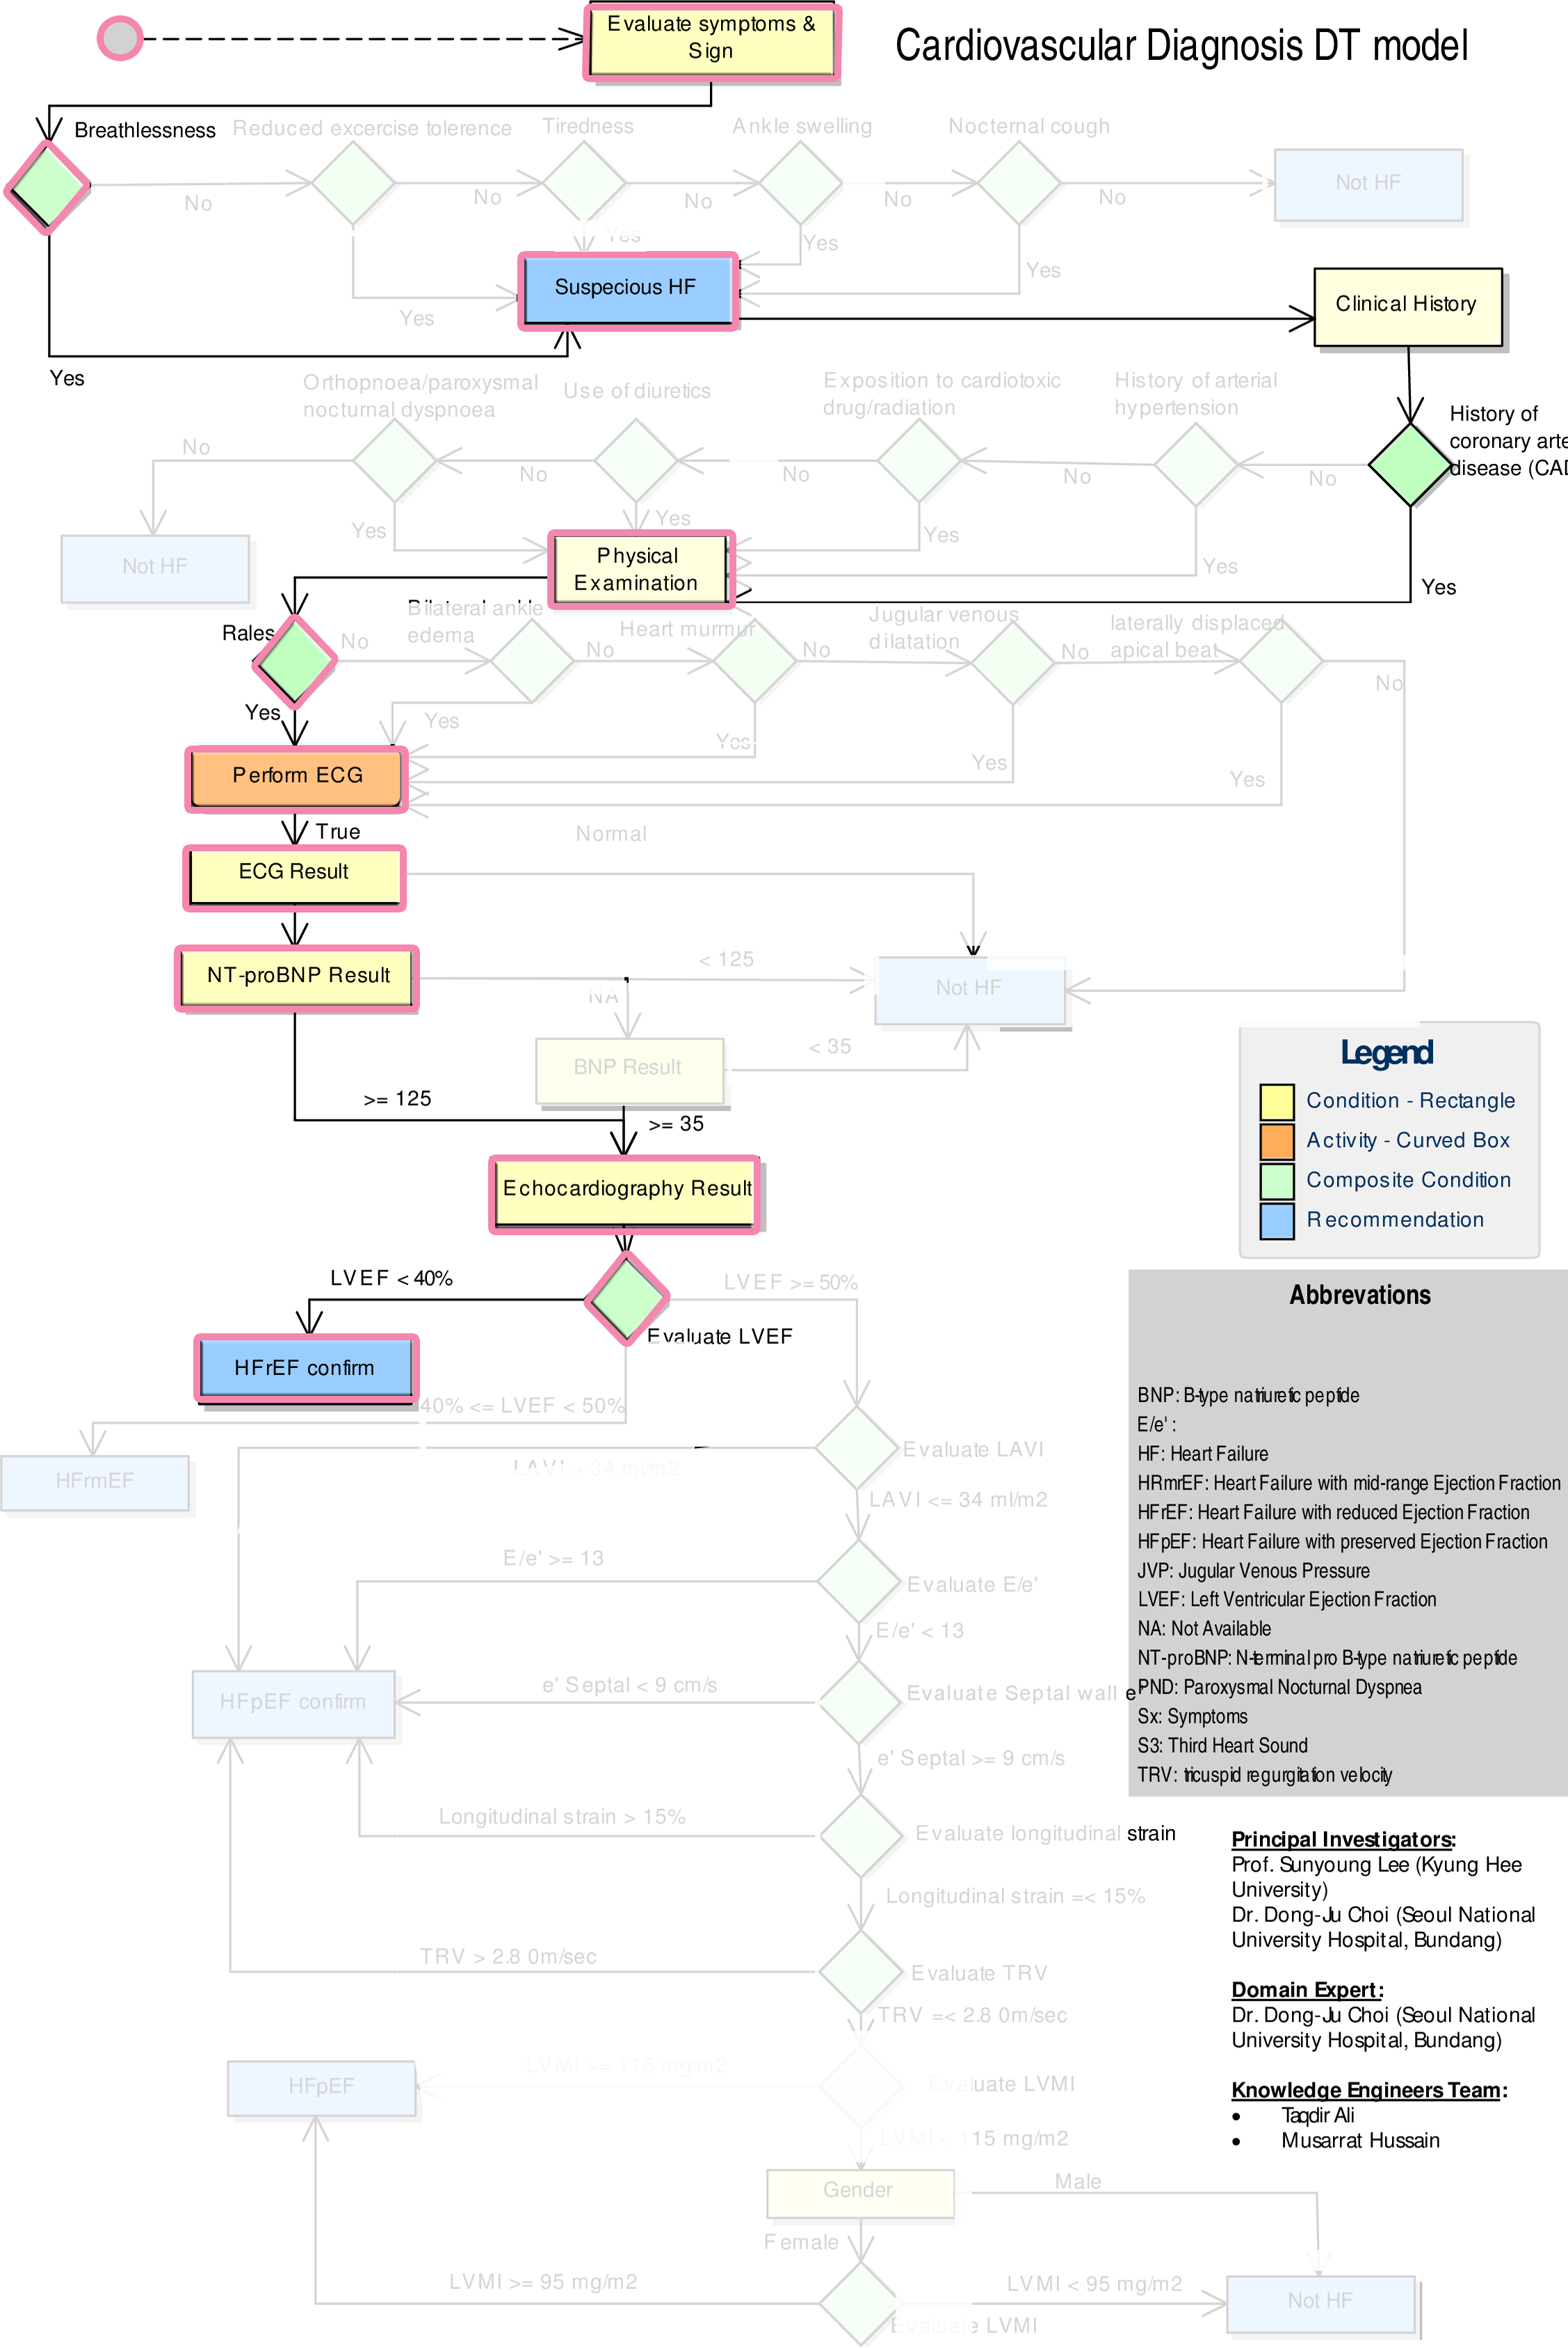 Evaluate symptoms &
Sign
Cardiovascular Diagnosis DT model
Breathlessness
Reduced excercise tolerence
Tiredness
Ankle swelling
Nocternal cough
Not HF
No
No
No
No
No
Yes
Yes
Yes
Yes
Suspecious HF
Clinical History
Yes
Orthopnoea/paroxysmal
nocturnal dyspnoea
Use of diuretics
Exposition to cardiotoxic
drug/radiation
History of arterial
hypertension
History of
coronary arte
disease (CAD
No
No
No
No
No
Yes
Yes
Yes
Yes
Yes
Not HF
Physical
Examination
Rales
Bilateral ankle
edema
Heart murmur
Jugular venous
dilatation
laterally displaced
apical beat
No
No
No
No
No
Yes
Yes
Yes
Yes
Yes
Perform ECG
True
Normal
ECG Result
NT-proBNP Result
< 125
NA
Not HF
BNP Result
< 35
>= 125
>= 35
Legend
Condition - Rectangle
Activity - Curved Box
Composite Condition
Recommendation
Echocardiography Result
LVEF < 40%
LVEF >= 50%
Evaluate LVEF
HFrEF confirm
40% <= LVEF < 50%
HFrmEF
LAVI > 34 ml/m2
Evaluate LAVI
LAVI <= 34 ml/m2
E/e' >= 13
Evaluate E/e'
E/e' < 13
HFpEF confirm
e' Septal < 9 cm/s
Evaluate Septal wall e'
e' Septal >= 9 cm/s
Longitudinal strain > 15%
Evaluate longitudinal strain
Longitudinal strain =< 15%
TRV > 2.8 0m/sec
Evaluate TRV
TRV =< 2.8 0m/sec
HFpEF
LVMI >= 115 mg/m2
Evaluate LVMI
LVMI < 115 mg/m2
Gender
Male
Female
LVMI >= 95 mg/m2
LVMI < 95 mg/m2
Evaluate LVMI
Not HF
Abbrevations
BNP: B-type natriuretic peptide
E/e' :
HF: Heart Failure
HRmrEF: Heart Failure with mid-range Ejection Fraction
HFrEF: Heart Failure with reduced Ejection Fraction
HFpEF: Heart Failure with preserved Ejection Fraction
JVP: Jugular Venous Pressure
LVEF: Left Ventricular Ejection Fraction
NA: Not Available
NT-proBNP: N-terminal pro B-type natriuretic peptide
PND: Paroxysmal Nocturnal Dyspnea
Sx: Symptoms
S3: Third Heart Sound
TRV: tricuspid regurgitation velocity
Principal Investigators:
Prof. Sunyoung Lee (Kyung Hee
University)
Dr. Dong-Ju Choi (Seoul National
University Hospital, Bundang)
Domain Expert:
Dr. Dong-Ju Choi (Seoul National
University Hospital, Bundang)
Knowledge Engineers Team:
• Taqdir Ali
• Musarrat Hussain